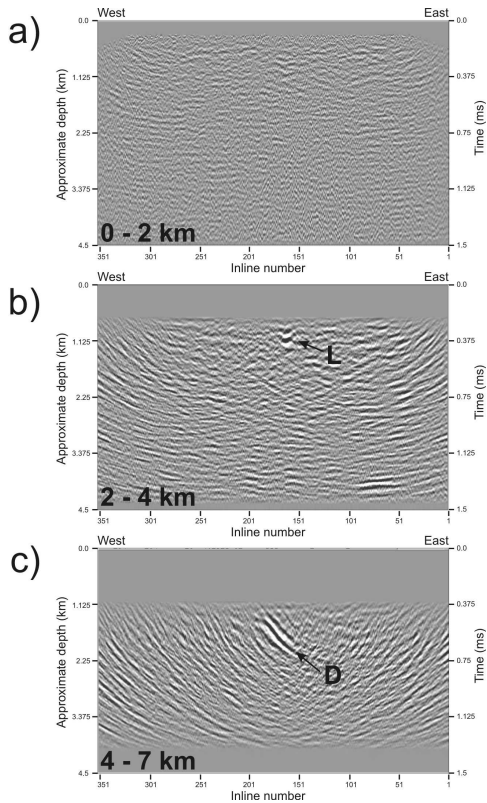 a)
West East
0.0 0.0
1.125 0.375
2.25 0.75
3.375 1.125
4.5 1.5
Approximate depth (km)
Time (ms)
0 - 2 km
351 301 251 201 151 101 51 1
Inline number
b)
West East
0.0 0.0
1.125 0.375
L
2.25 0.75
3.375 1.125
4.5 1.5
Approximate depth (km)
Time (ms)
2 - 4 km
351 301 251 201 151 101 51 1
Inline number
c)
West East
0.0 0.0
1.125 0.375
2.25 0.75
D
3.375 1.125
4.5 1.5
Approximate depth (km)
Time (ms)
4 - 7 km
351 301 251 201 151 101 51 1
Inline number